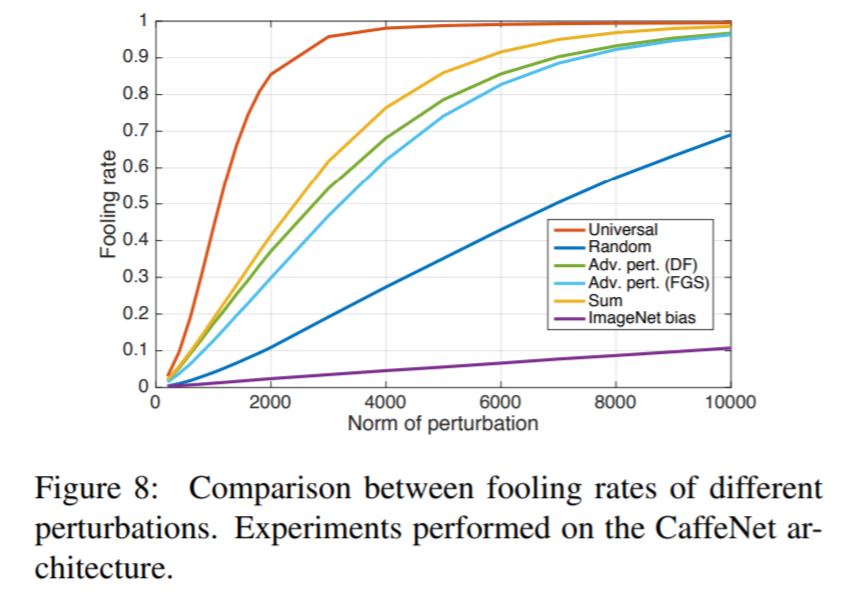 1
0.9
0.8
0.7
0.6
0.5
0.4
0.3
0.2
0.1
0
Fooling rate
0 2000 4000 6000 8000 10000
Norm of perturbation
Universal
Random
Adv. pert. (DF)
Adv. pert. (FGS)
Sum
ImageNet bias
Figure 8: Comparison between fooling rates of different
perturbations. Experiments performed on the CaffeNet ar-
chitecture.